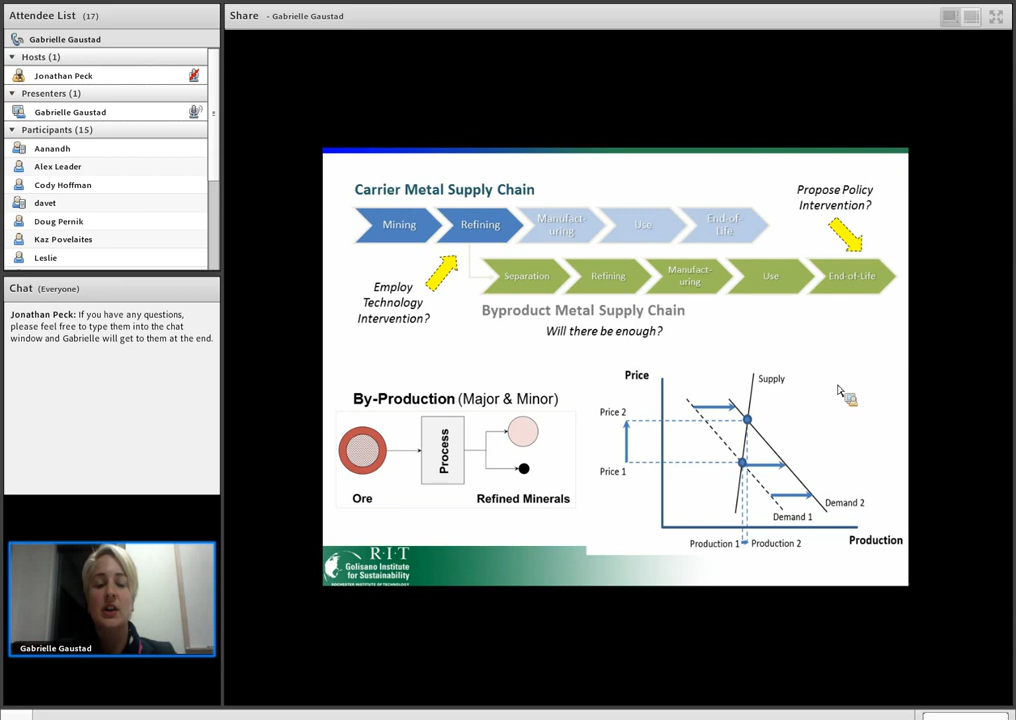 Attendee List (17)
Gabrielle Gaustad
Hosts (1)
Jonathan Peck
Presenters (1)
Gabrielle Gaustad
Participants (15)
Aanandh
Alex Leader
Cody Hoffman
davet
Doug Pernik
Kaz Povelaites
Leslie
Chat (Everyone)
Jonathan Peck: If you have any questions,
please feel free to type them into the chat
window and Gabrielle will get to them at the end.
Gabrielle Gaustad
Share - Gabrielle Gaustad
Carrier Metal Supply Chain
Propose Policy
Intervention?
Mining
Refining
Manufact-
uring
Use
End-of-
Life
Separation
Refining
Manufact-
uring
Use
End-of-Life
Employ
Technology
Intervention?
Byproduct Metal Supply Chain
Will there be enough?
By-Production (Major & Minor)
Ore
Process
Refined Minerals
Price
Supply
Price 2
Price 1
Demand 2
Demand 1
Production 1
Production 2
Production
R·I·T
Golisano Institute
for Sustainability
ROCHESTER INSTITUTE OF TECHNOLOGY